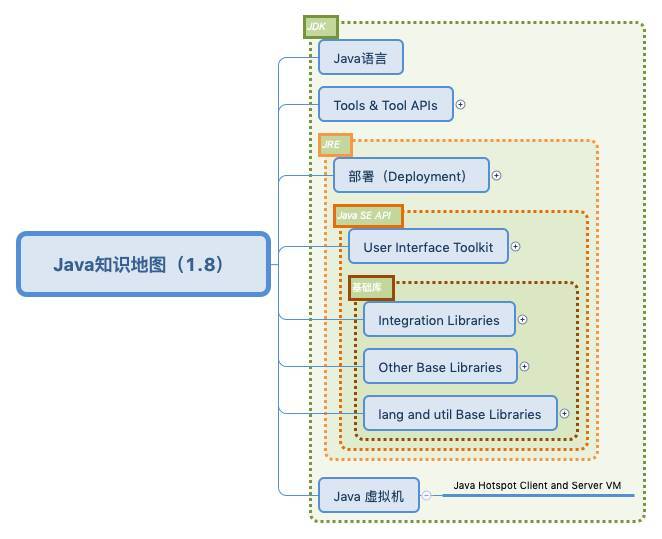 JDK
Java语言
Tools & Tool APIs
JRE
部署（Deployment）
Java SE API
User Interface Toolkit
Java知识地图（1.8）
基础库
Integration Libraries
Other Base Libraries
lang and util Base Libraries
Java 虚拟机
Java Hotspot Client and Server VM